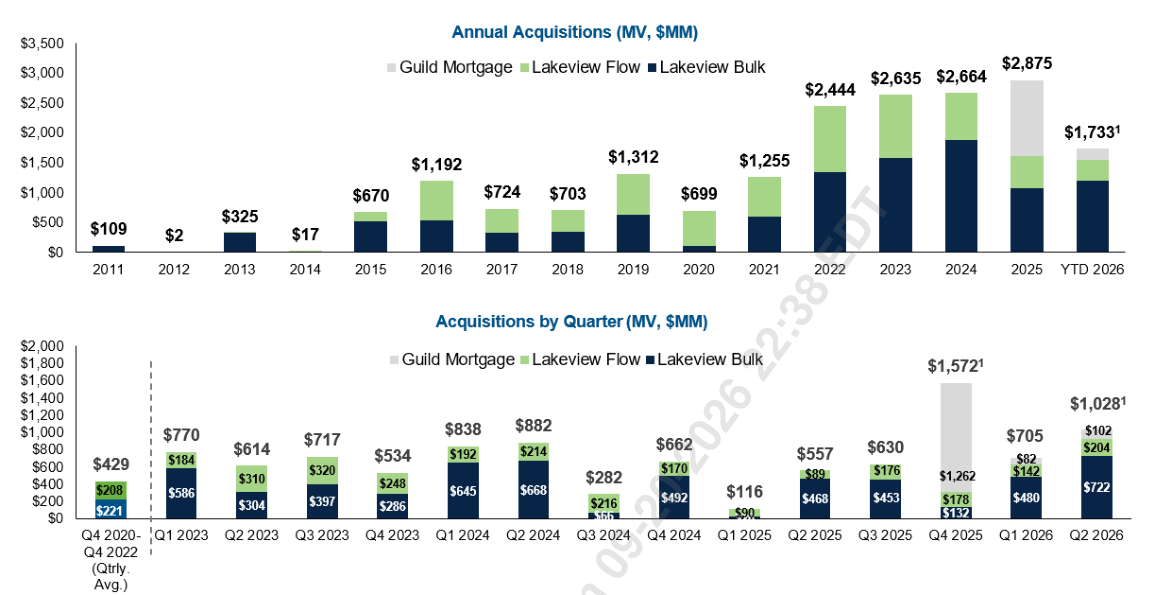 Annual Acquisitions (MV, $MM)
Guild Mortgage Lakeview Flow Lakeview Bulk
$3,500
$3,000
$2,500
$2,000
$1,500
$1,000
$500
$0
$109 $2 $325 $17 $670 $1,192 $724 $703 $1,312 $699 $1,255 $2,444 $2,635 $2,664 $2,875 $1,733¹
2011 2012 2013 2014 2015 2016 2017 2018 2019 2020 2021 2022 2023 2024 2025 YTD 2026
Acquisitions by Quarter (MV, $MM)
Guild Mortgage Lakeview Flow Lakeview Bulk
$2,000
$1,800
$1,600
$1,400
$1,200
$1,000
$800
$600
$400
$200
$0
$429 $770 $614 $717 $534 $838 $882 $282 $662 $116 $557 $630 $1,572¹ $705 $1,028¹
$1,262 $82 $102
$208 $184 $310 $320 $248 $192 $214 $216 $170 $90 $89 $176 $178 $142 $204
$221 $586 $304 $397 $286 $645 $668 $66 $492 $468 $453 $132 $480 $722
Q4 2020- Q1 2023 Q2 2023 Q3 2023 Q4 2023 Q1 2024 Q2 2024 Q3 2024 Q4 2024 Q1 2025 Q2 2025 Q3 2025 Q4 2025 Q1 2026 Q2 2026
Q4 2022
(Qtrly.
Avg.)
22:38 EDT